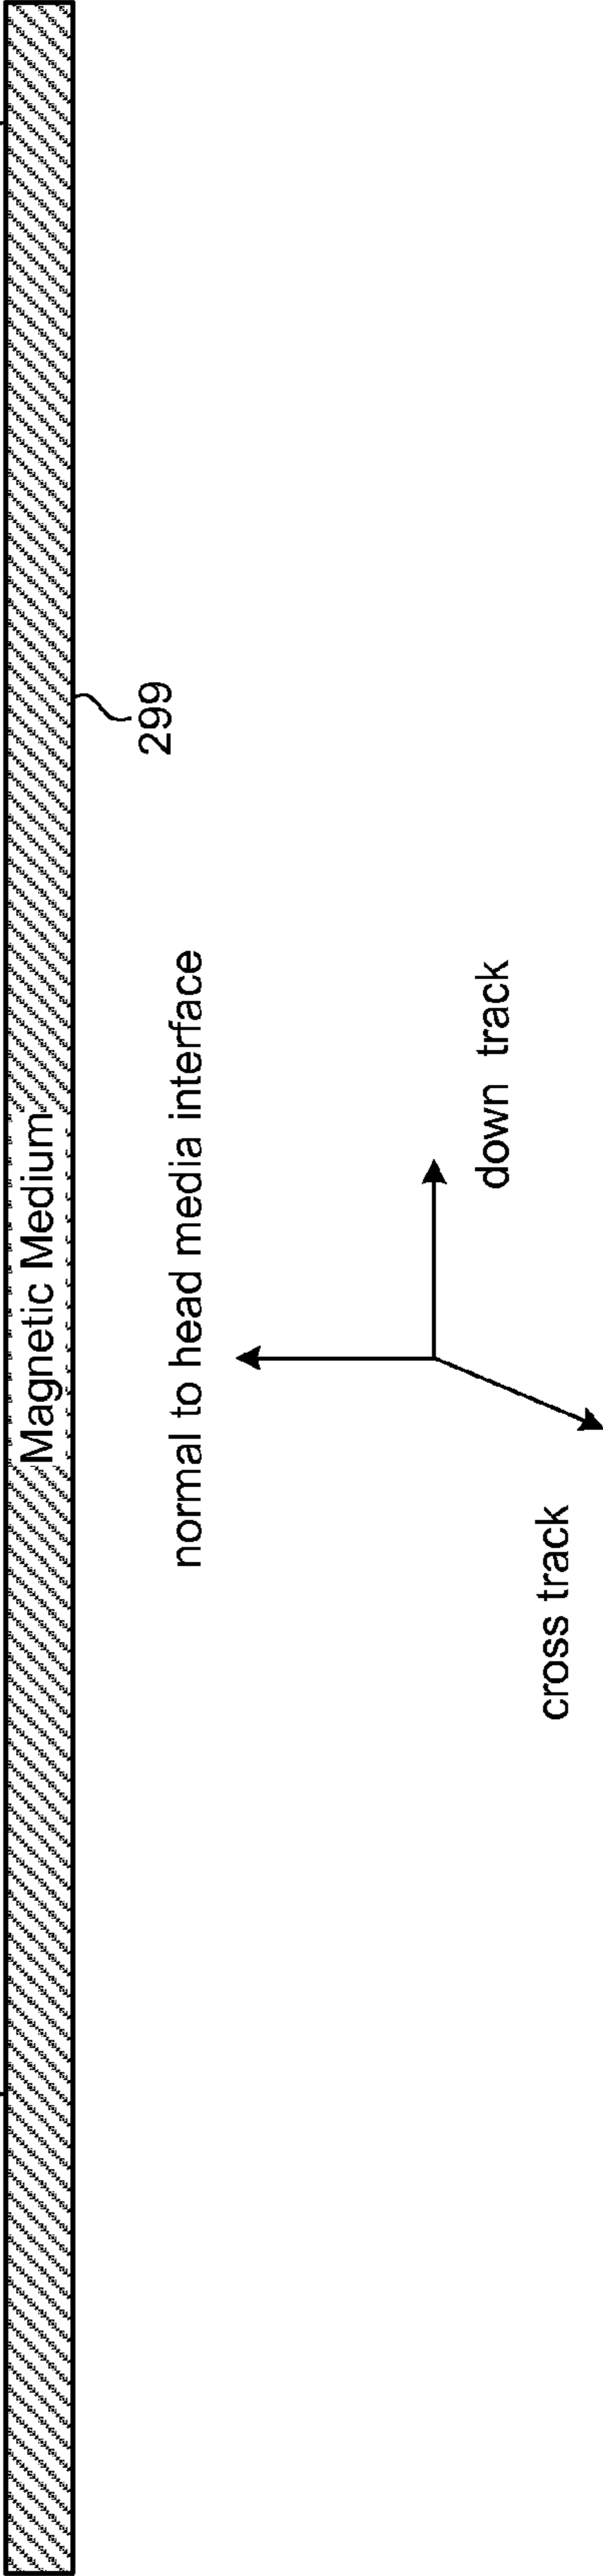 Magnetic Medium
299
normal to head media interface
down track
cross track